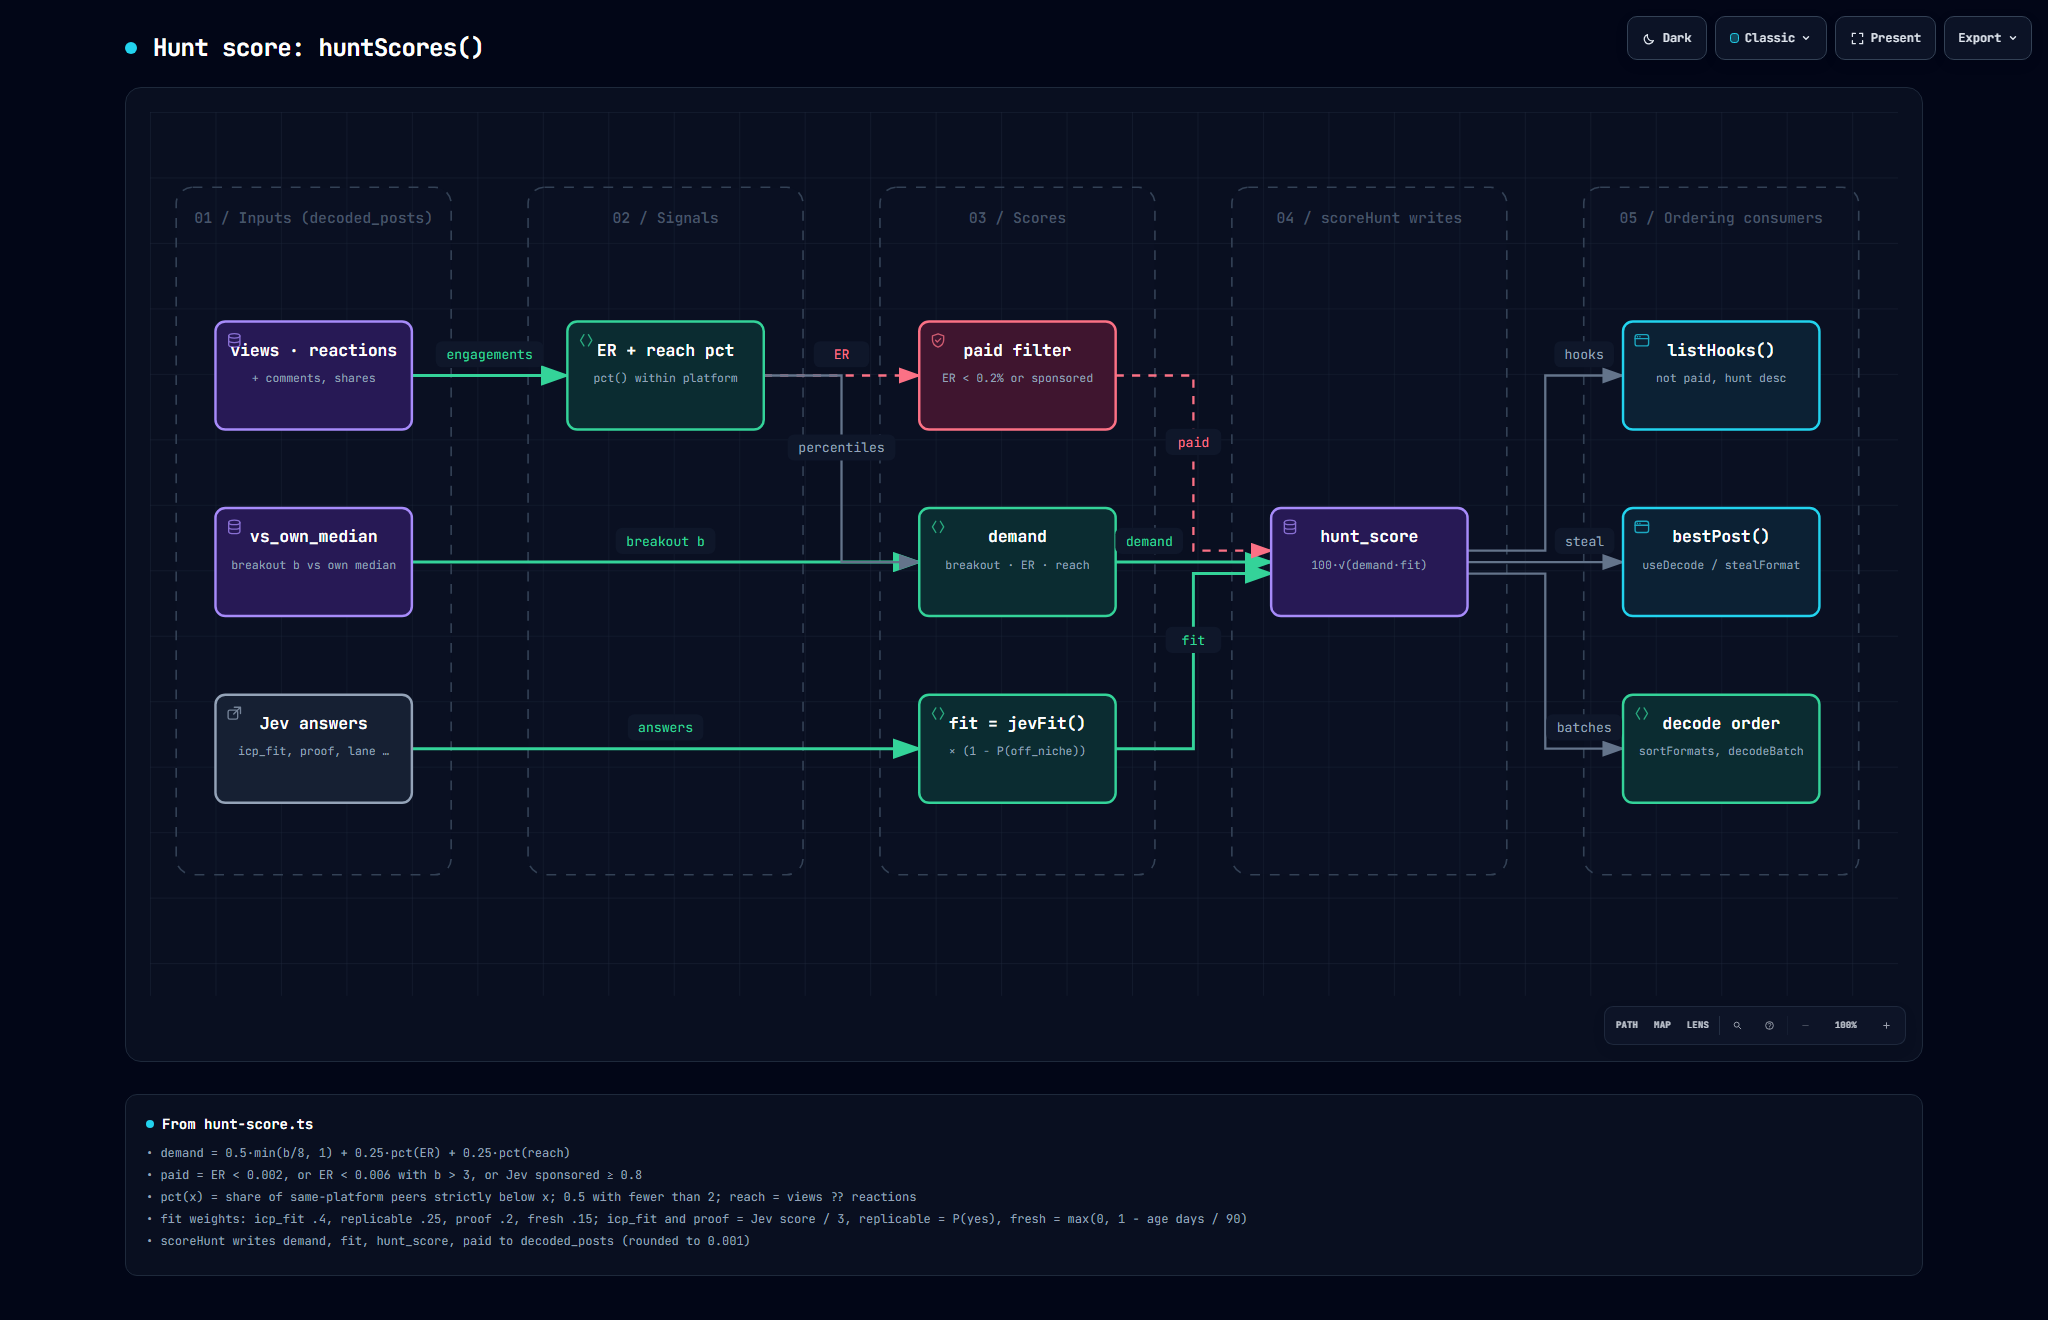 Hunt score: huntScores()
Dark
Classic
Present
Export
01 / Inputs (decoded_posts)
02 / Signals
03 / Scores
04 / scoreHunt writes
05 / Ordering consumers
views · reactions
+ comments, shares
engagements
ER + reach pct
pct() within platform
ER
paid filter
ER < 0.2% or sponsored
hooks
listHooks()
not paid, hunt desc
percentiles
paid
vs_own_median
breakout b vs own median
breakout b
demand
breakout · ER · reach
demand
hunt_score
100·√(demand·fit)
steal
bestPost()
useDecode / stealFormat
fit
Jev answers
icp_fit, proof, lane …
answers
fit = jevFit()
× (1 - P(off_niche))
batches
decode order
sortFormats, decodeBatch
PATH
MAP
LENS
100%
From hunt-score.ts
• demand = 0.5·min(b/8, 1) + 0.25·pct(ER) + 0.25·pct(reach)
• paid = ER < 0.002, or ER < 0.006 with b > 3, or Jev sponsored ≥ 0.8
• pct(x) = share of same-platform peers strictly below x; 0.5 with fewer than 2; reach = views ?? reactions
• fit weights: icp_fit .4, replicable .25, proof .2, fresh .15; icp_fit and proof = Jev score / 3, replicable = P(yes), fresh = max(0, 1 - age days / 90)
• scoreHunt writes demand, fit, hunt_score, paid to decoded_posts (rounded to 0.001)